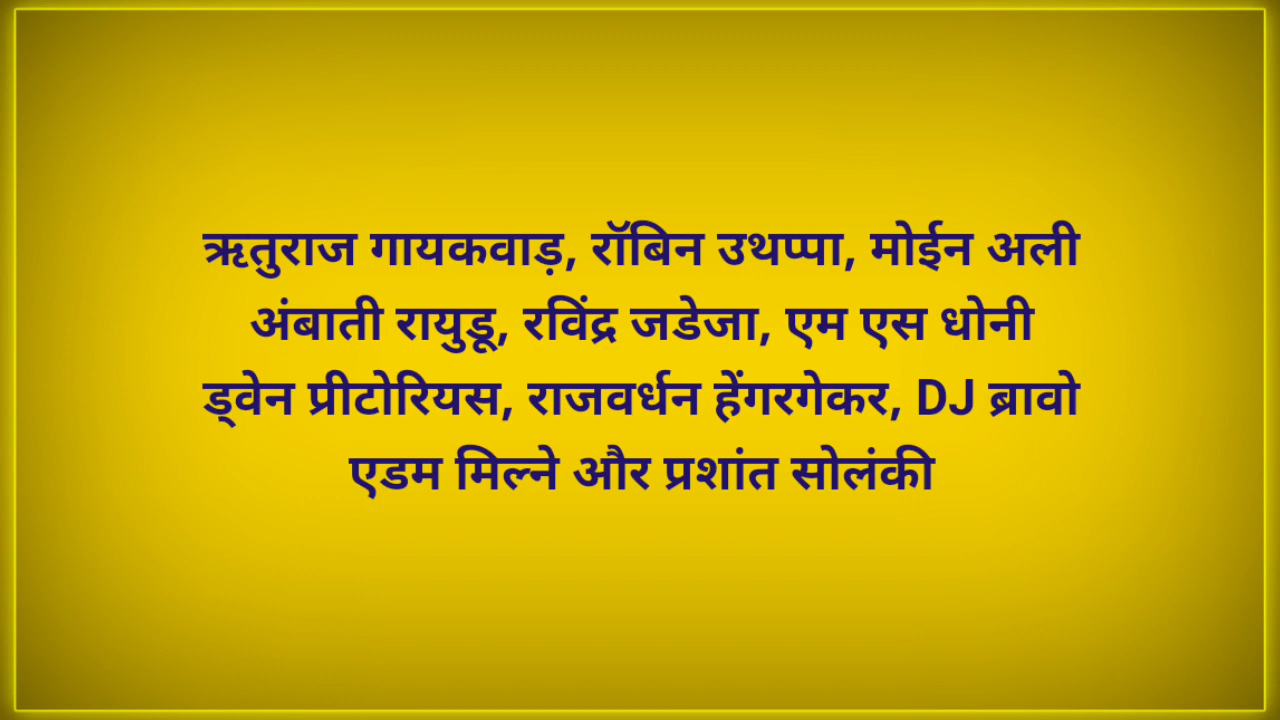 ऋतुराज गायकवाड़, रॉबिन उथप्पा, मोईन अली
अंबाती रायुडू, रविंद्र जडेजा, एम एस धोनी
ड्वेन प्रीटोरियस, राजवर्धन हेंगरगेकर, DJ ब्रावो
एडम मिल्ने और प्रशांत सोलंकी